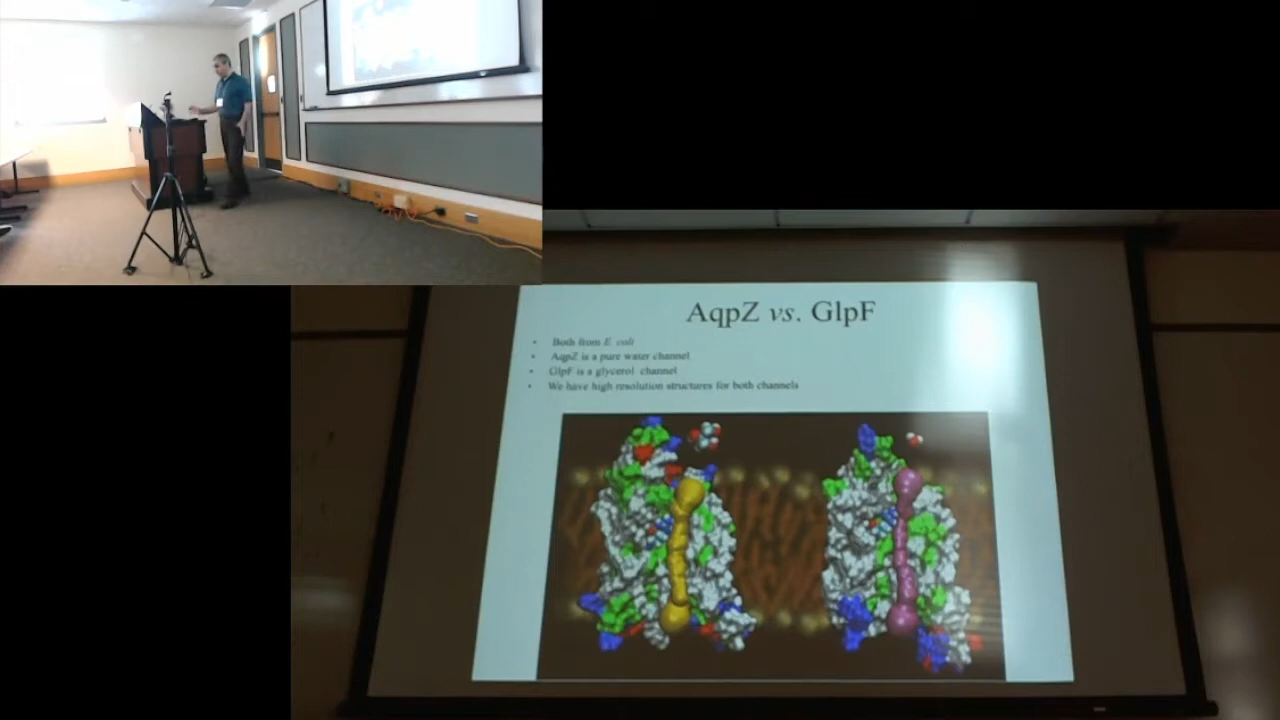 AqpZ vs. GlpF
• Both from E. coli
• AqpZ is a pure water channel
• GlpF is a glycerol channel
• We have high resolution structures for both channels